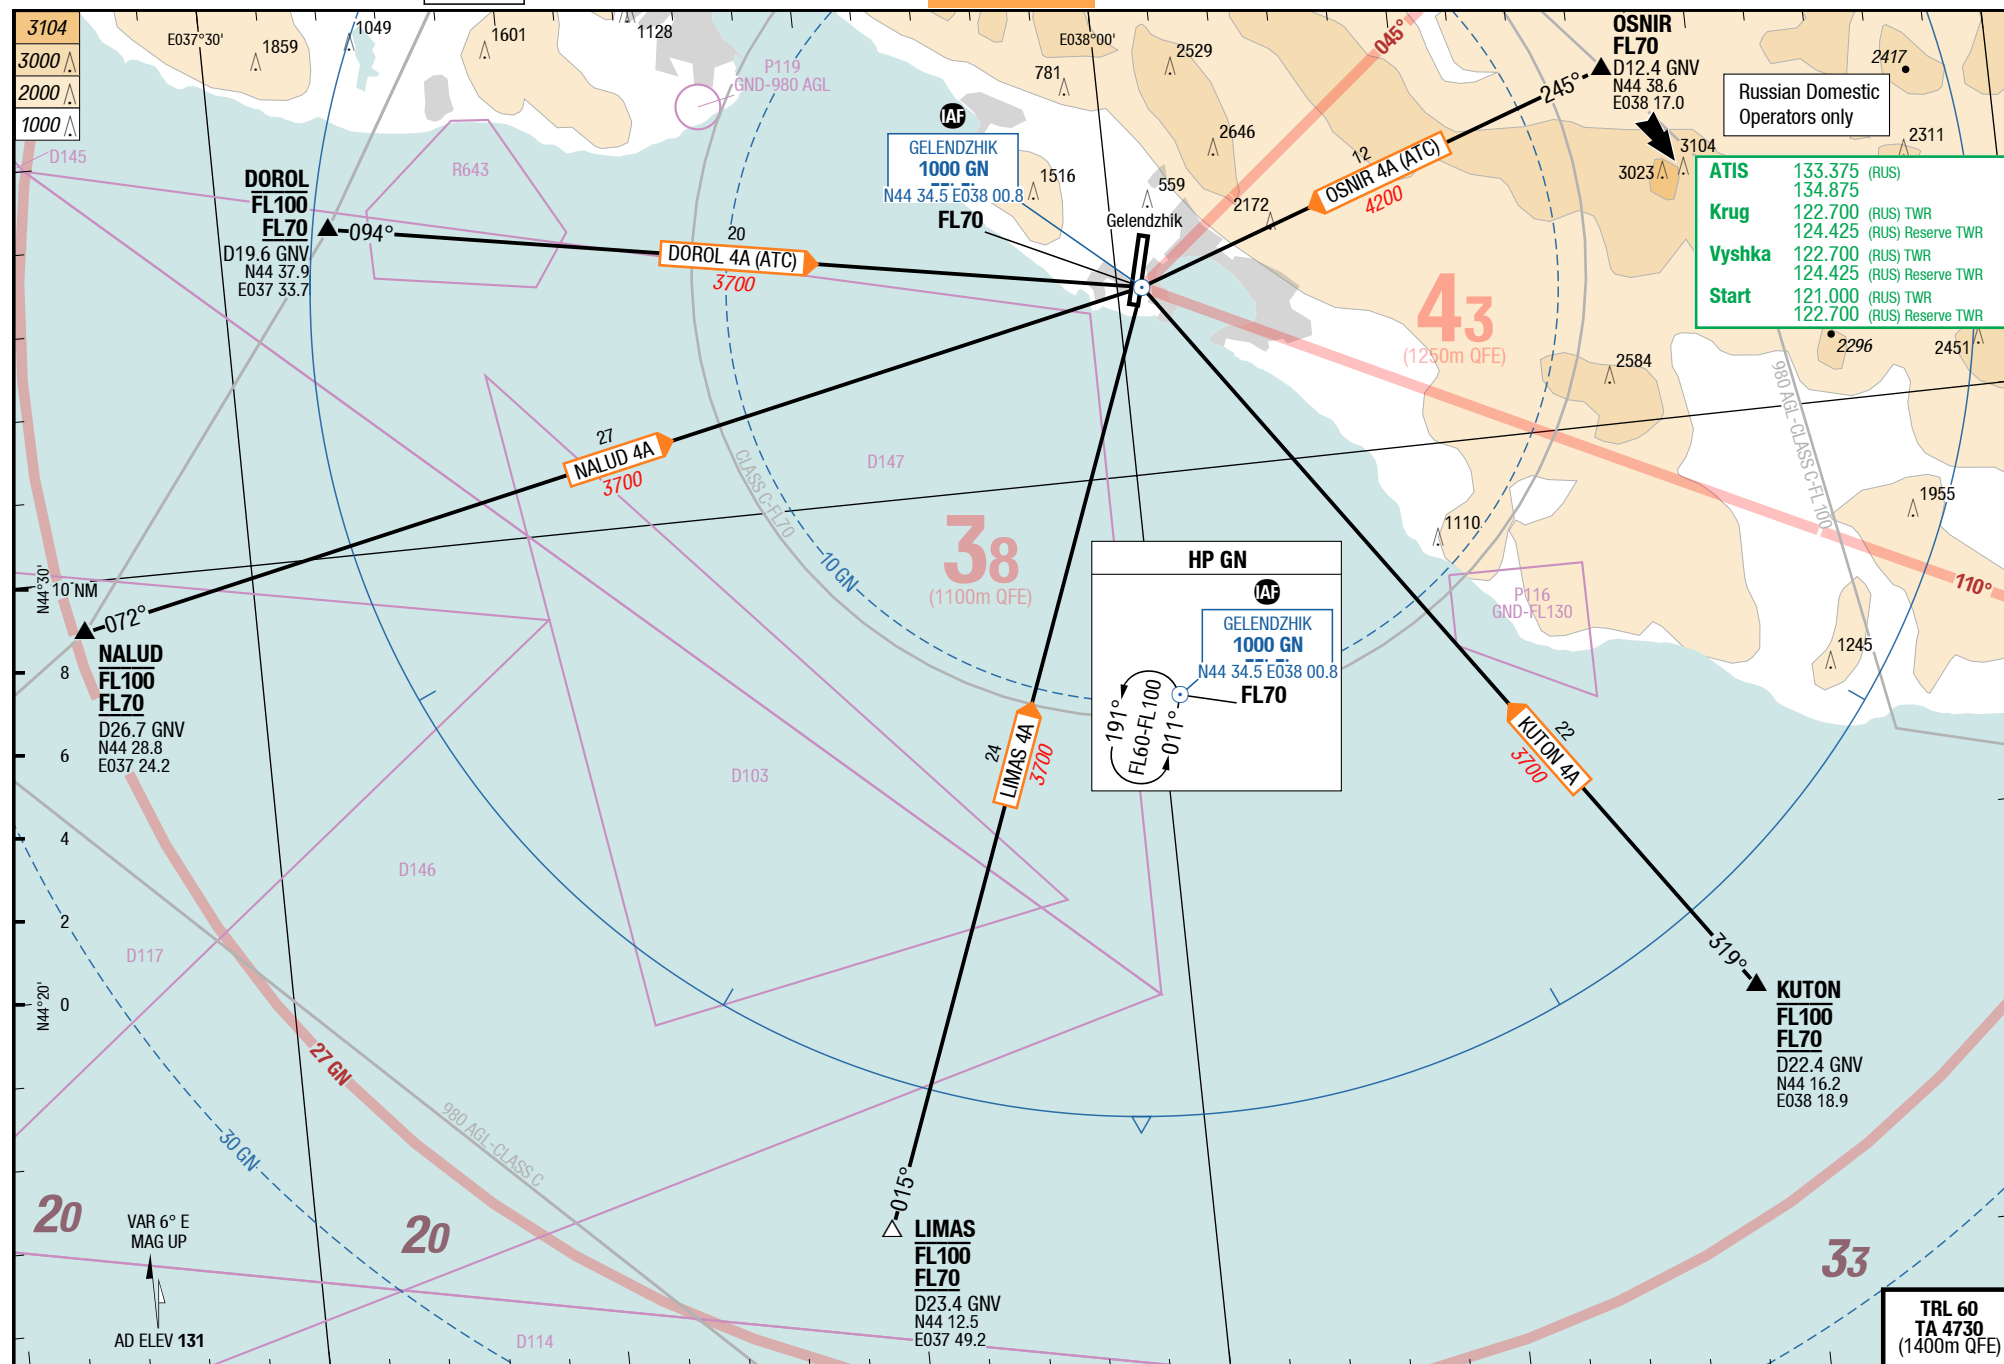 3104
3000
2000
1000
E037°30'
1859
1049
1601
1128
P119
GND-980 AGL
D145
R643
DOROL
FL100
FL70
D19.6 GNV
N44 37.9
E037 33.7
094°
20
DOROL 4A (ATC)
3700
IAF
GELENDZHIK
1000 GN
N44 34.5 E038 00.8
FL70
E038°00'
781
1516
2529
2646
559
2172
Gelendzhik
045°
12
OSNIR 4A (ATC)
4200
245°
OSNIR
FL70
D12.4 GNV
N44 38.6
E038 17.0
2417
Russian Domestic
Operators only
2311
3104
3023
ATIS 133.375 (RUS)
134.875
Krug 122.700 (RUS) TWR
124.425 (RUS) Reserve TWR
Vyshka 122.700 (RUS) TWR
124.425 (RUS) Reserve TWR
Start 121.000 (RUS) TWR
122.700 (RUS) Reserve TWR
43
(1250m QFE)
2296
2451
2584
980 AGL-CLASS C-FL 100
1955
1110
110°
1245
P116
GND-FL130
27
NALUD 4A
3700
CLASS C-FL70
D147
38
(1100m QFE)
10 GN
N44°30'
10 NM
8
6
4
2
0
N44°20'
072°
NALUD
FL100
FL70
D26.7 GNV
N44 28.8
E037 24.2
HP GN
IAF
GELENDZHIK
1000 GN
N44 34.5 E038 00.8
FL70
191°
FL60-FL100
011°
24
LIMAS 4A
3700
22
KUTON 4A
3700
319°
KUTON
FL100
FL70
D22.4 GNV
N44 16.2
E038 18.9
D103
D146
D117
27 GN
30 GN
980 AGL-CLASS C
015°
LIMAS
FL100
FL70
D23.4 GNV
N44 12.5
E037 49.2
20
20
33
VAR 6° E
MAG UP
AD ELEV 131
D114
TRL 60
TA 4730
(1400m QFE)